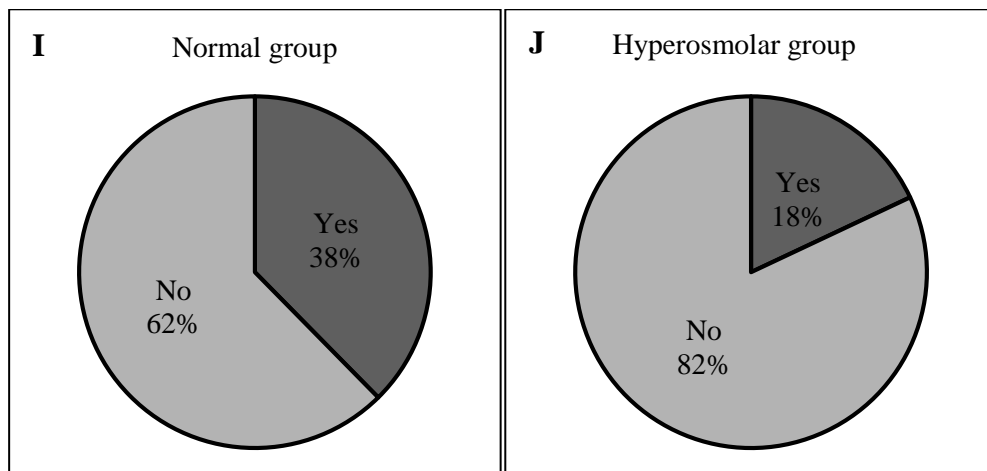 I
Normal group
Yes
38%
No
62%
J
Hyperosmolar group
Yes
18%
No
82%